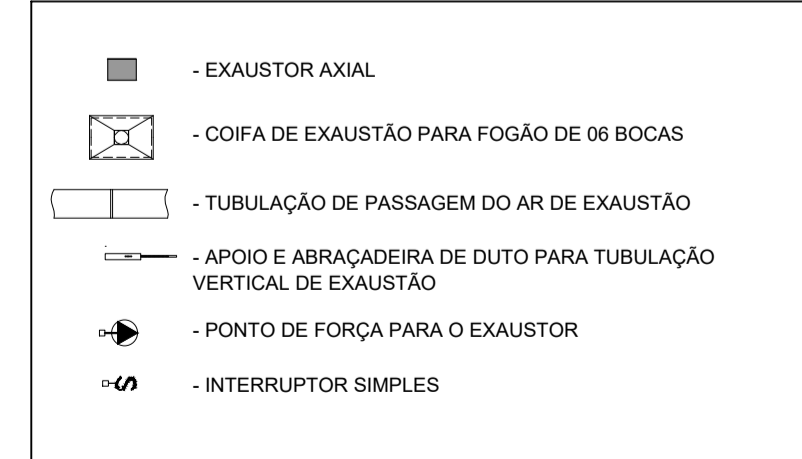 - EXAUSTOR AXIAL
- COIFA DE EXAUSTÃO PARA FOGÃO DE 06 BOCAS
- TUBULAÇÃO DE PASSAGEM DO AR DE EXAUSTÃO
- APOIO E ABRAÇADEIRA DE DUTO PARA TUBULAÇÃO
VERTICAL DE EXAUSTÃO
- PONTO DE FORÇA PARA O EXAUSTOR
- INTERRUPTOR SIMPLES